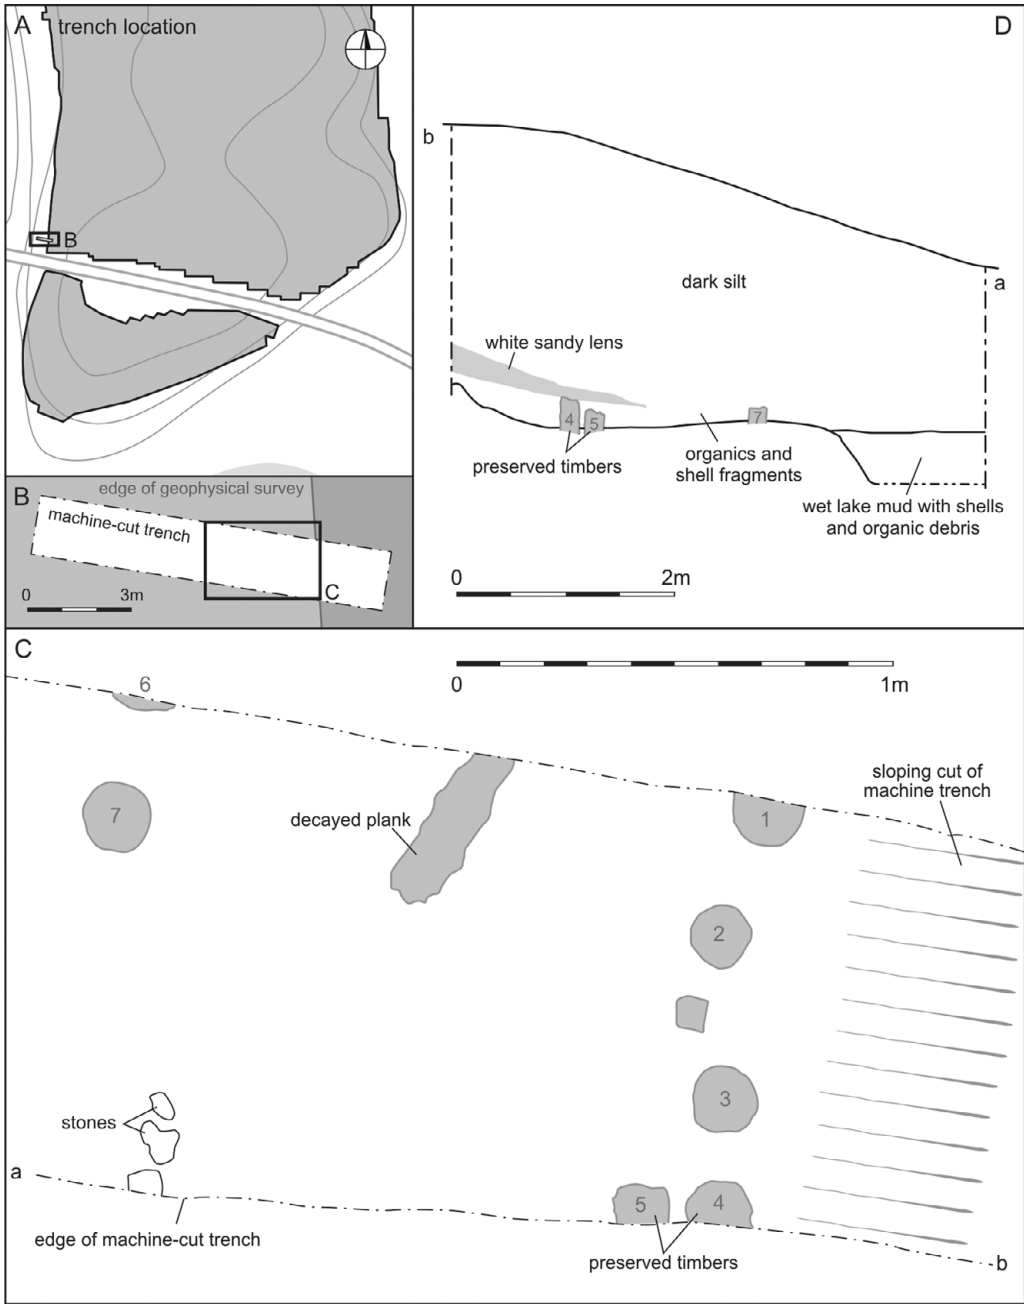 A
trench location
B
B
edge of geophysical survey
machine-cut trench
C
0
3m
D
b
a
dark silt
white sandy lens
4
5
7
preserved timbers
organics and
shell fragments
wet lake mud with shells
and organic debris
0
2m
C
0
1m
6
7
decayed plank
1
sloping cut of
machine trench
2
3
stones
a
5
4
edge of machine-cut trench
preserved timbers
b